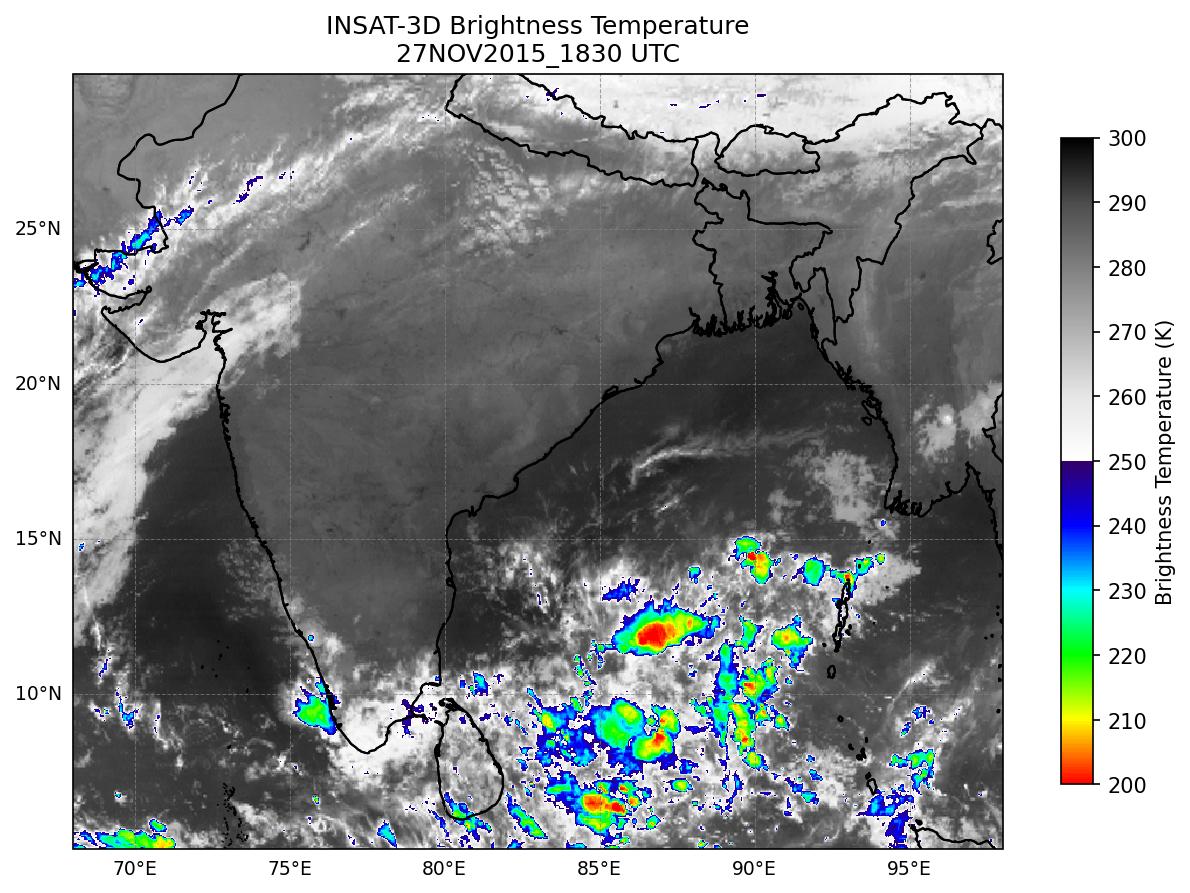 INSAT-3D Brightness Temperature
27NOV2015_1830 UTC
25°N
20°N
15°N
10°N
70°E
75°E
80°E
85°E
90°E
95°E
300
290
280
270
260
250
240
230
220
210
200
Brightness Temperature (K)